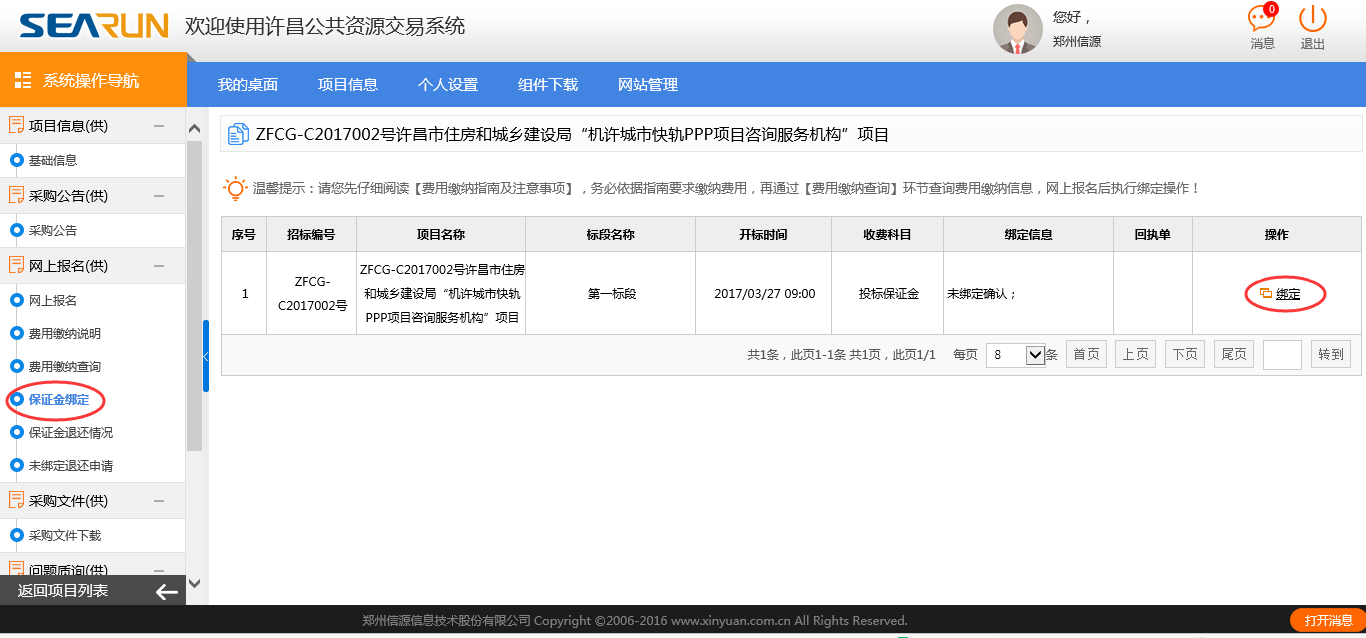 SEARUN 欢迎使用许昌公共资源交易系统
您好，
郑州信源
0
消息
退出
系统操作导航
我的桌面 项目信息 个人设置 组件下载 网站管理
项目信息(供)
基础信息
采购公告(供)
采购公告
网上报名(供)
网上报名
费用缴纳说明
费用缴纳查询
保证金绑定
保证金退还情况
未绑定退还申请
采购文件(供)
采购文件下载
问题质询(供)
返回项目列表
ZFCG-C2017002号许昌市住房和城乡建设局“机许城市快轨PPP项目咨询服务机构”项目
温馨提示：请您先仔细阅读【费用缴纳指南及注意事项】，务必依据指南要求缴纳费用，再通过【费用缴纳查询】环节查询费用缴纳信息，网上报名后执行绑定操作！
序号 招标编号 项目名称 标段名称 开标时间 收费科目 绑定信息 回执单 操作
1
ZFCG-
C2017002号
ZFCG-C2017002号许昌市住房
和城乡建设局“机许城市快轨
PPP项目咨询服务机构”项目
第一标段
2017/03/27 09:00
投标保证金
未绑定确认；
绑定
共1条，此页1-1条 共1页，此页1/1 每页 8 条 首页 上页 下页 尾页 转到
郑州信源信息技术股份有限公司 Copyright ©2006-2016 www.xinyuan.com.cn All Rights Reserved.
打开消息